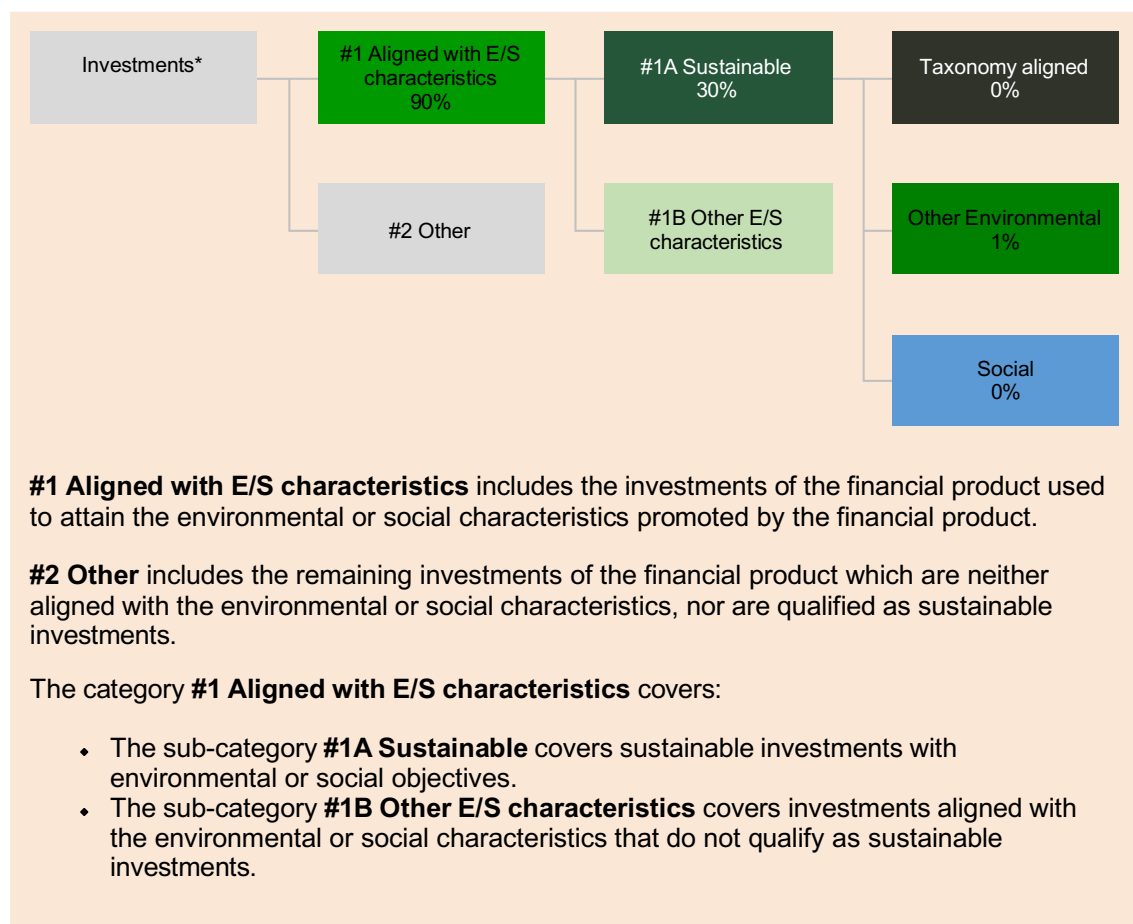 Investments*
#1 Aligned with E/S
characteristics
90%
#1A Sustainable
30%
Taxonomy aligned
0%
#2 Other
#1B Other E/S
characteristics
Other Environmental
1%
Social
0%
#1 Aligned with E/S characteristics includes the investments of the financial product used
to attain the environmental or social characteristics promoted by the financial product.
#2 Other includes the remaining investments of the financial product which are neither
aligned with the environmental or social characteristics, nor are qualified as sustainable
investments.
The category #1 Aligned with E/S characteristics covers:
The sub-category #1A Sustainable covers sustainable investments with
environmental or social objectives.
The sub-category #1B Other E/S characteristics covers investments aligned with
the environmental or social characteristics that do not qualify as sustainable
investments.